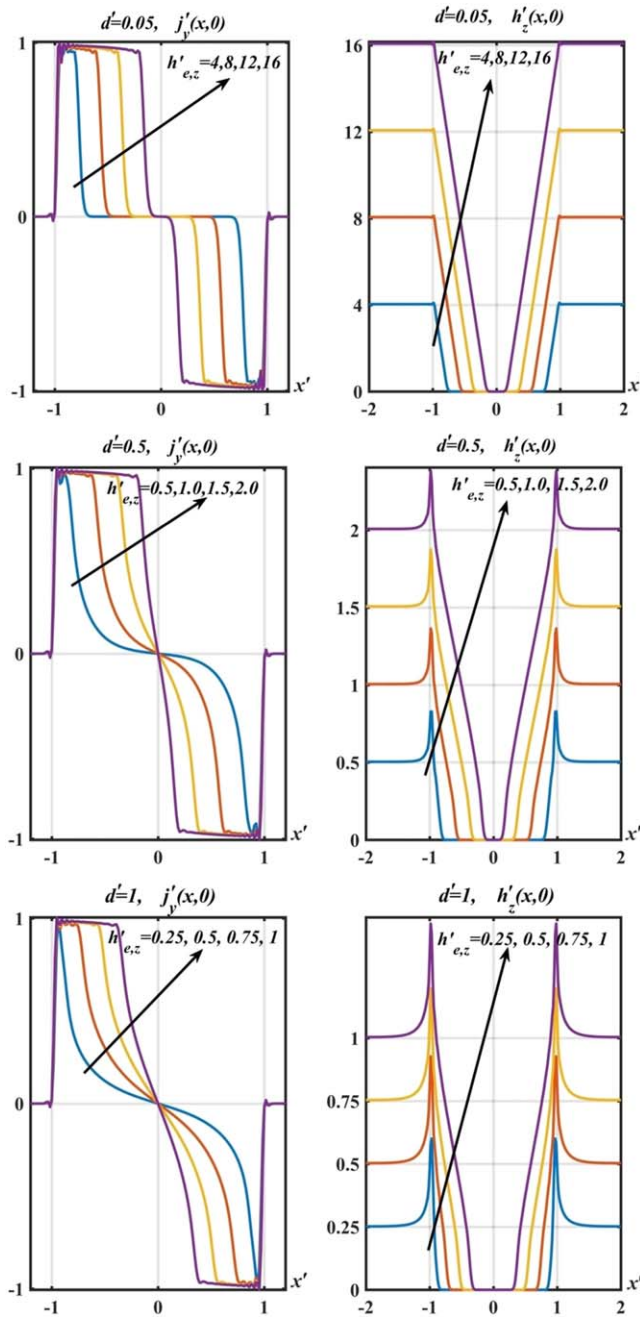 d'=0.05, j'y(x,0)
h'e,z=4,8,12,16
1
0
-1
-1 0 1 x'
d'=0.05, h'z(x,0)
h'e,z=4,8,12,16
16
12
8
4
0
-2 -1 0 1 2 x'
d'=0.5, j'y(x,0)
h'e,z=0.5,1.0,1.5,2.0
1
0
-1
-1 0 1 x'
d'=0.5, h'z(x,0)
h'e,z=0.5,1.0, 1.5,2.0
2
1.5
1
0.5
0
-2 -1 0 1 2 x'
d'=1, j'y(x,0)
h'e,z=0.25, 0.5, 0.75, 1
1
0
-1
-1 0 1 x'
d'=1, h'z(x,0)
h'e,z=0.25, 0.5, 0.75, 1
1
0.75
0.5
0.25
0
-2 -1 0 1 2 x'